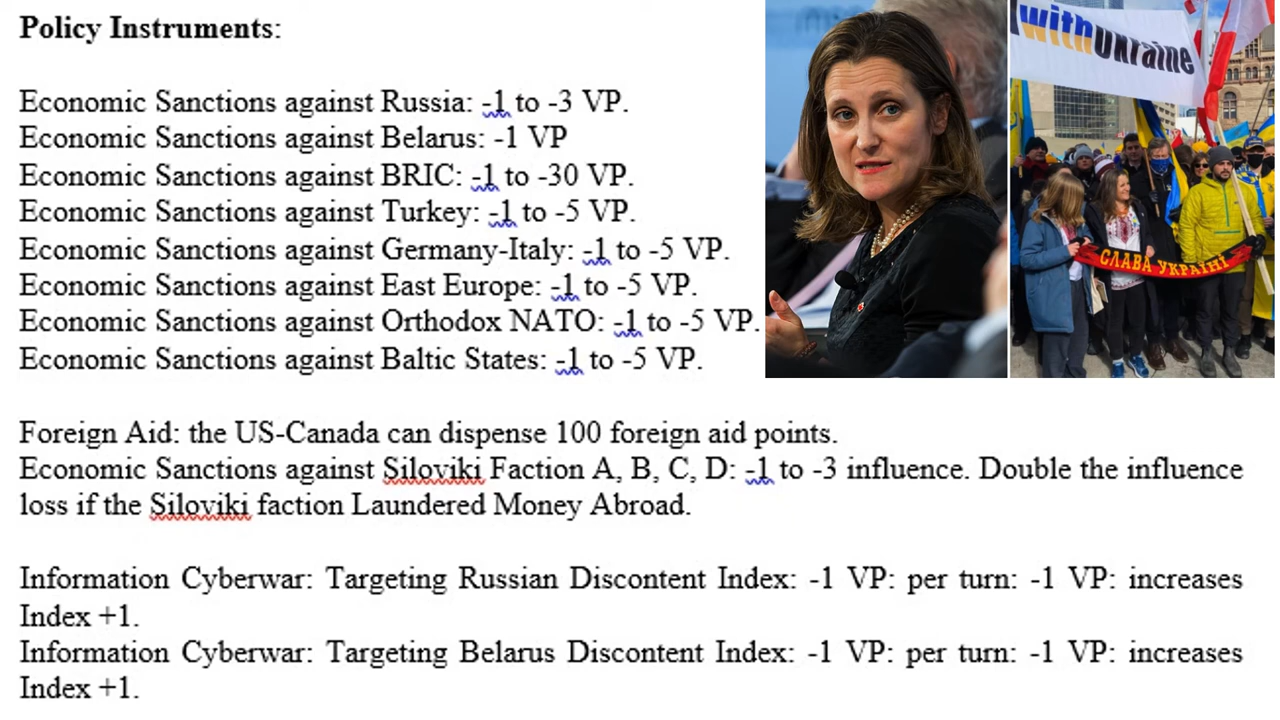 Policy Instruments:
Economic Sanctions against Russia: -1 to -3 VP.
Economic Sanctions against Belarus: -1 VP
Economic Sanctions against BRIC: -1 to -30 VP.
Economic Sanctions against Turkey: -1 to -5 VP.
Economic Sanctions against Germany-Italy: -1 to -5 VP.
Economic Sanctions against East Europe: -1 to -5 VP.
Economic Sanctions against Orthodox NATO: -1 to -5 VP.
Economic Sanctions against Baltic States: -1 to -5 VP.
Foreign Aid: the US-Canada can dispense 100 foreign aid points.
Economic Sanctions against Siloviki Faction A, B, C, D: -1 to -3 influence. Double the influence
loss if the Siloviki faction Laundered Money Abroad.
Information Cyberwar: Targeting Russian Discontent Index: -1 VP: per turn: -1 VP: increases
Index +1.
Information Cyberwar: Targeting Belarus Discontent Index: -1 VP: per turn: -1 VP: increases
Index +1.
withUkraine
СЛАВА УКРАЇНІ